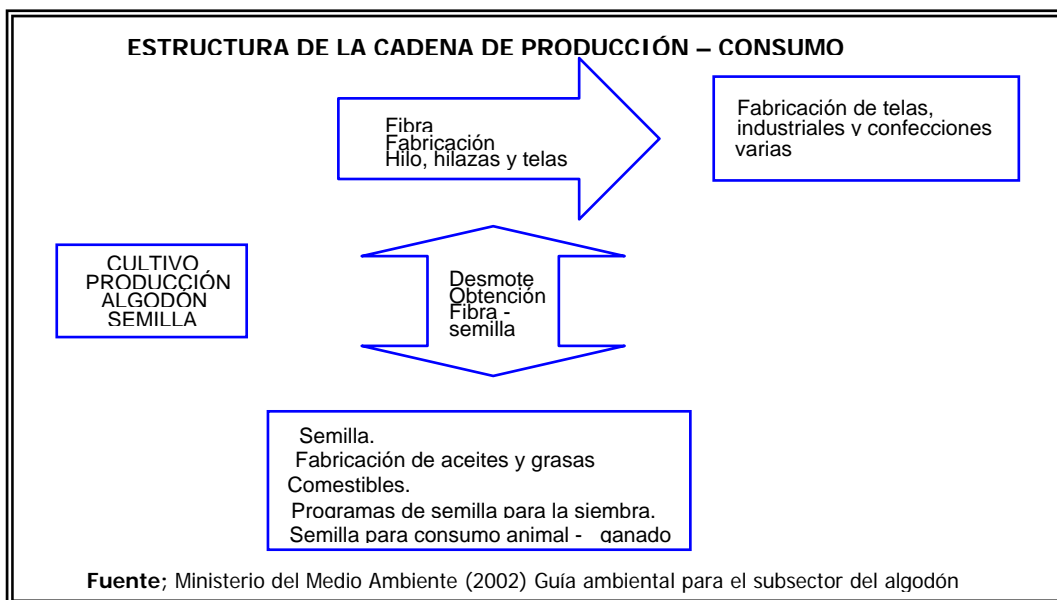 ESTRUCTURA DE LA CADENA DE PRODUCCIÓN – CONSUMO
Fibra
Fabricación
Hilo, hilazas y telas
Fabricación de telas,
industriales y confecciones
varias
CULTIVO
PRODUCCIÓN
ALGODÓN
SEMILLA
Desmote
Obtención
Fibra -
semilla
Semilla.
Fabricación de aceites y grasas
Comestibles.
Programas de semilla para la siembra.
Semilla para consumo animal - ganado
Fuente; Ministerio del Medio Ambiente (2002) Guía ambiental para el subsector del algodón